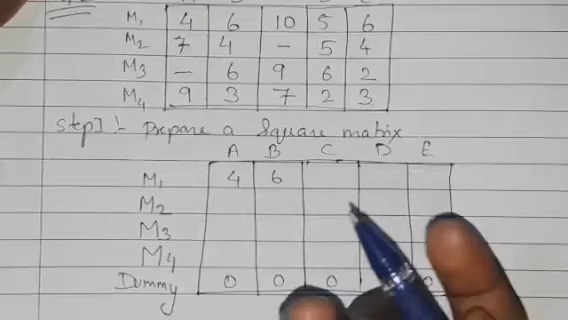 M1 4 6 10 5 6
M2 7 4 - 5 4
M3 - 6 9 6 2
M4 9 3 7 2 3
Step1:- Prepare a Square matrix
A B C D E
M1 4 6
M2
M3
M4
Dummy 0 0 0 0